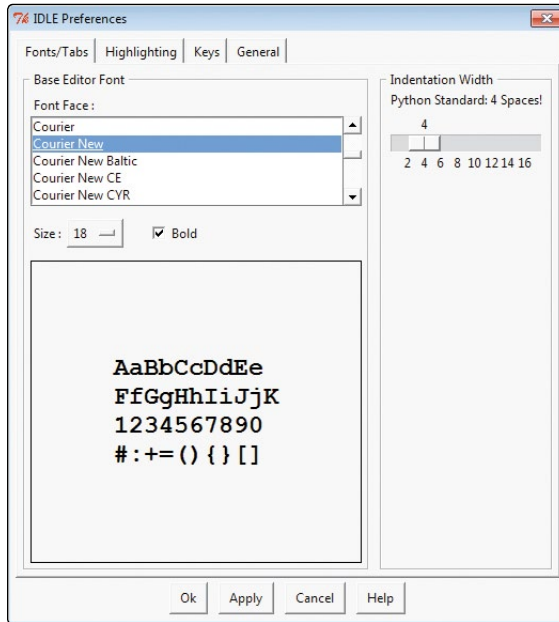 IDLE Preferences
Fonts/Tabs Highlighting Keys General
Base Editor Font
Font Face :
Courier
Courier New
Courier New Baltic
Courier New CE
Courier New CYR
Size : 18 Bold
AaBbCcDdEe
FfGgHhIiJjK
1234567890
#:+=(){}[]
Indentation Width
Python Standard: 4 Spaces!
4
2 4 6 8 10 12 14 16
Ok Apply Cancel Help